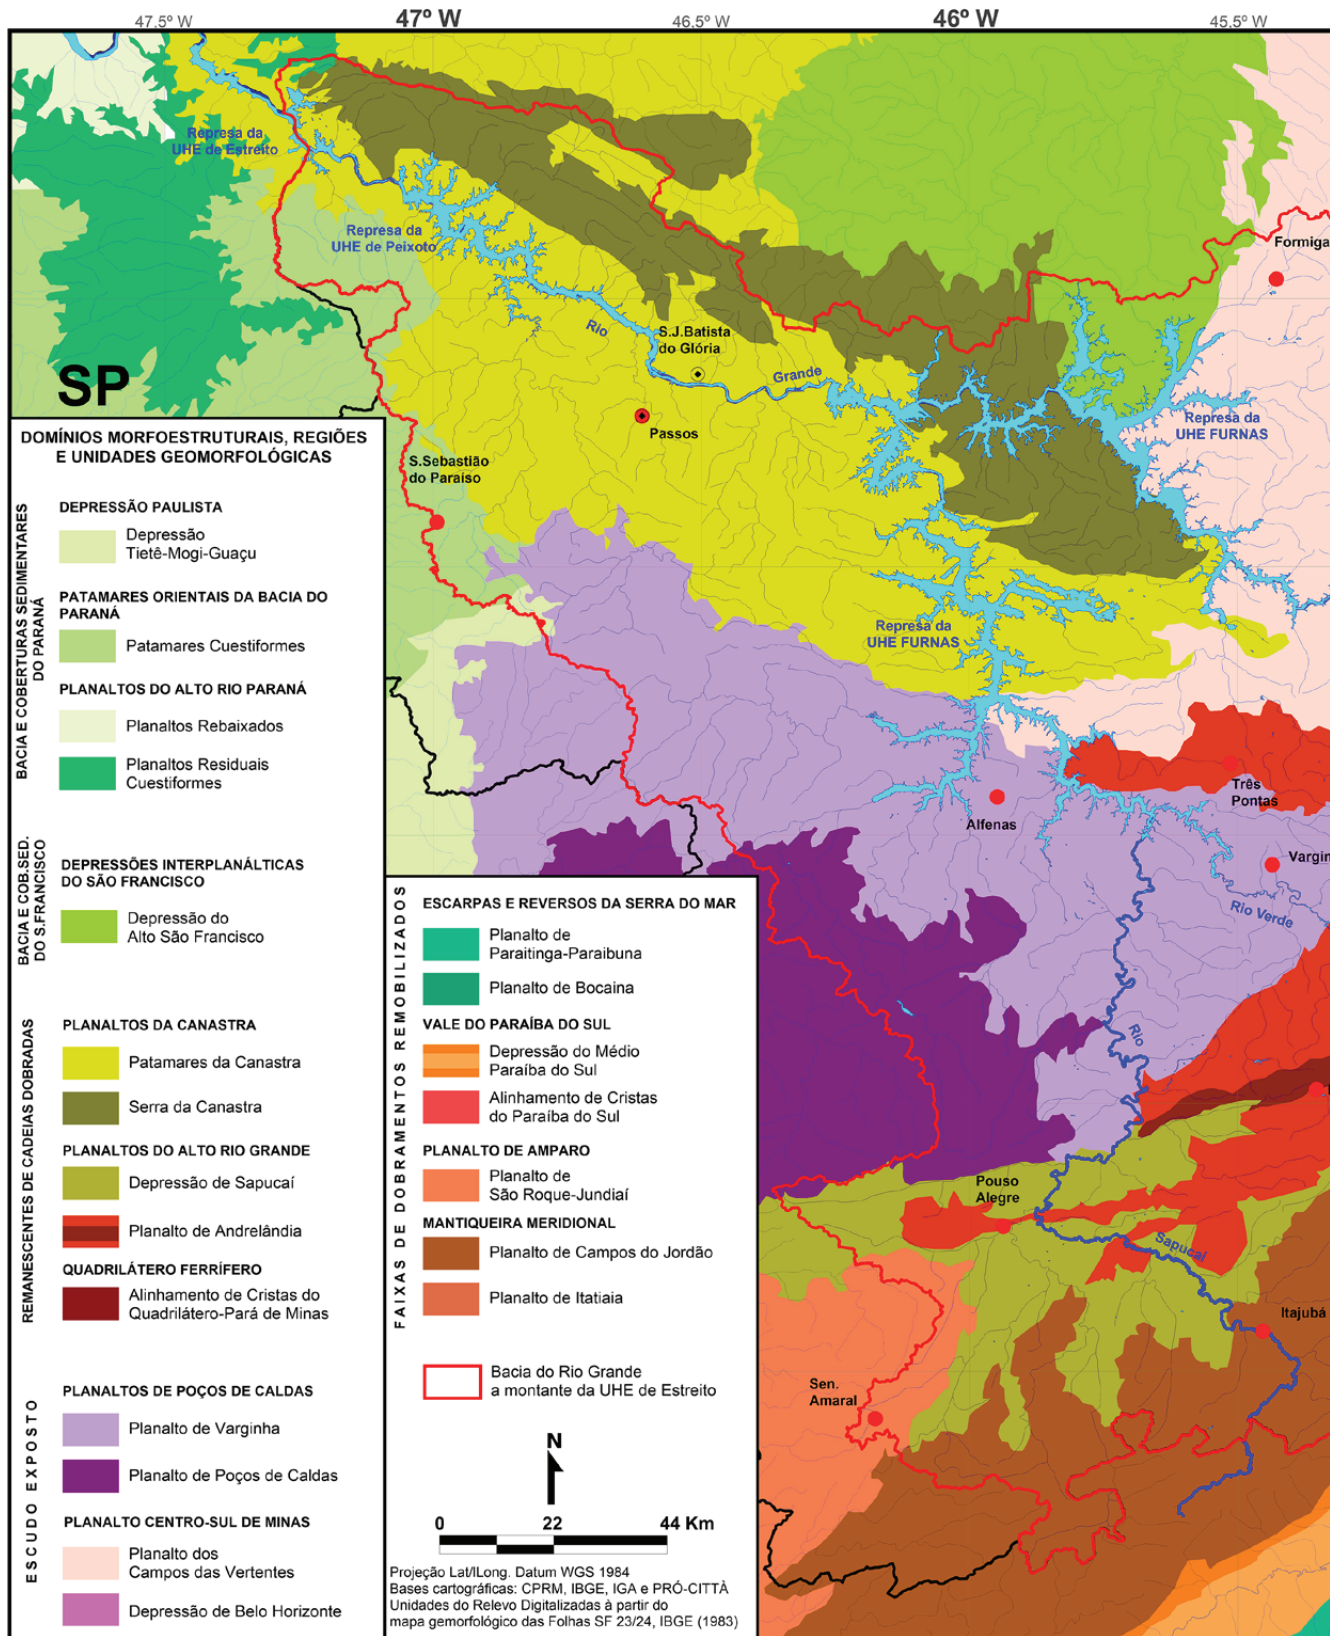 47.5º W
47º W
46.5º W
46º W
45.5º W
Represa da
UHE de Estreito
Represa da
UHE de Peixoto
Formiga
Rio
S.J.Batista
do Glória
Grande
SP
Passos
Represa da
UHE FURNAS
S.Sebastião
do Paraíso
Represa da
UHE FURNAS
Três
Pontas
Alfenas
Vargin
Rio Verde
Rio
Pouso
Alegre
Sapucaí
Itajubá
Sen.
Amaral
DOMÍNIOS MORFOESTRUTURAIS, REGIÕES
E UNIDADES GEOMORFOLÓGICAS
BACIA E COBERTURAS SEDIMENTARES
DO PARANÁ
DEPRESSÃO PAULISTA
Depressão
Tietê-Mogi-Guaçu
PATAMARES ORIENTAIS DA BACIA DO
PARANÁ
Patamares Cuestiformes
PLANALTOS DO ALTO RIO PARANÁ
Planaltos Rebaixados
Planaltos Residuais
Cuestiformes
BACIA E COB.SED.
DO S.FRANCISCO
DEPRESSÕES INTERPLANÁLTICAS
DO SÃO FRANCISCO
Depressão do
Alto São Francisco
REMANESCENTES DE CADEIAS DOBRADAS
PLANALTOS DA CANASTRA
Patamares da Canastra
Serra da Canastra
PLANALTOS DO ALTO RIO GRANDE
Depressão de Sapucaí
Planalto de Andrelândia
QUADRILÁTERO FERRÍFERO
Alinhamento de Cristas do
Quadrilátero-Pará de Minas
ESCUDO EXPOSTO
PLANALTOS DE POÇOS DE CALDAS
Planalto de Varginha
Planalto de Poços de Caldas
PLANALTO CENTRO-SUL DE MINAS
Planalto dos
Campos das Vertentes
Depressão de Belo Horizonte
FAIXAS DE DOBRAMENTOS REMOBILIZADOS
ESCARPAS E REVERSOS DA SERRA DO MAR
Planalto de
Paraitinga-Paraibuna
Planalto de Bocaina
VALE DO PARAÍBA DO SUL
Depressão do Médio
Paraíba do Sul
Alinhamento de Cristas
do Paraíba do Sul
PLANALTO DE AMPARO
Planalto de
São Roque-Jundiaí
MANTIQUEIRA MERIDIONAL
Planalto de Campos do Jordão
Planalto de Itatiaia
Bacia do Rio Grande
a montante da UHE de Estreito
N
0 22 44 Km
Projeção Lat/lLong. Datum WGS 1984
Bases cartográficas: CPRM, IBGE, IGA e PRÓ-CITTÀ
Unidades do Relevo Digitalizadas à partir do
mapa gemorfológico das Folhas SF 23/24, IBGE (1983)